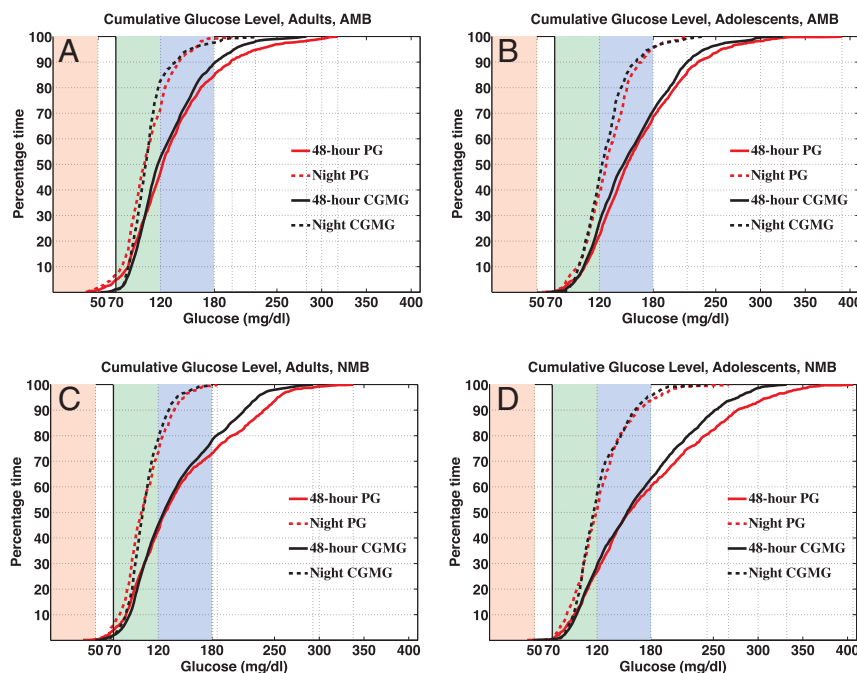 Cumulative Glucose Level, Adults, AMB
A
Percentage time
100
90
80
70
60
50
40
30
20
10
48-hour PG
Night PG
48-hour CGMG
Night CGMG
50 70 120 180 250 300 350 400
Glucose (mg/dl)
Cumulative Glucose Level, Adolescents, AMB
B
Percentage time
100
90
80
70
60
50
40
30
20
10
48-hour PG
Night PG
48-hour CGMG
Night CGMG
50 70 120 180 250 300 350 400
Glucose (mg/dl)
Cumulative Glucose Level, Adults, NMB
C
Percentage time
100
90
80
70
60
50
40
30
20
10
48-hour PG
Night PG
48-hour CGMG
Night CGMG
50 70 120 180 250 300 350 400
Glucose (mg/dl)
Cumulative Glucose Level, Adolescents, NMB
D
Percentage time
100
90
80
70
60
50
40
30
20
10
48-hour PG
Night PG
48-hour CGMG
Night CGMG
50 70 120 180 250 300 350 400
Glucose (mg/dl)